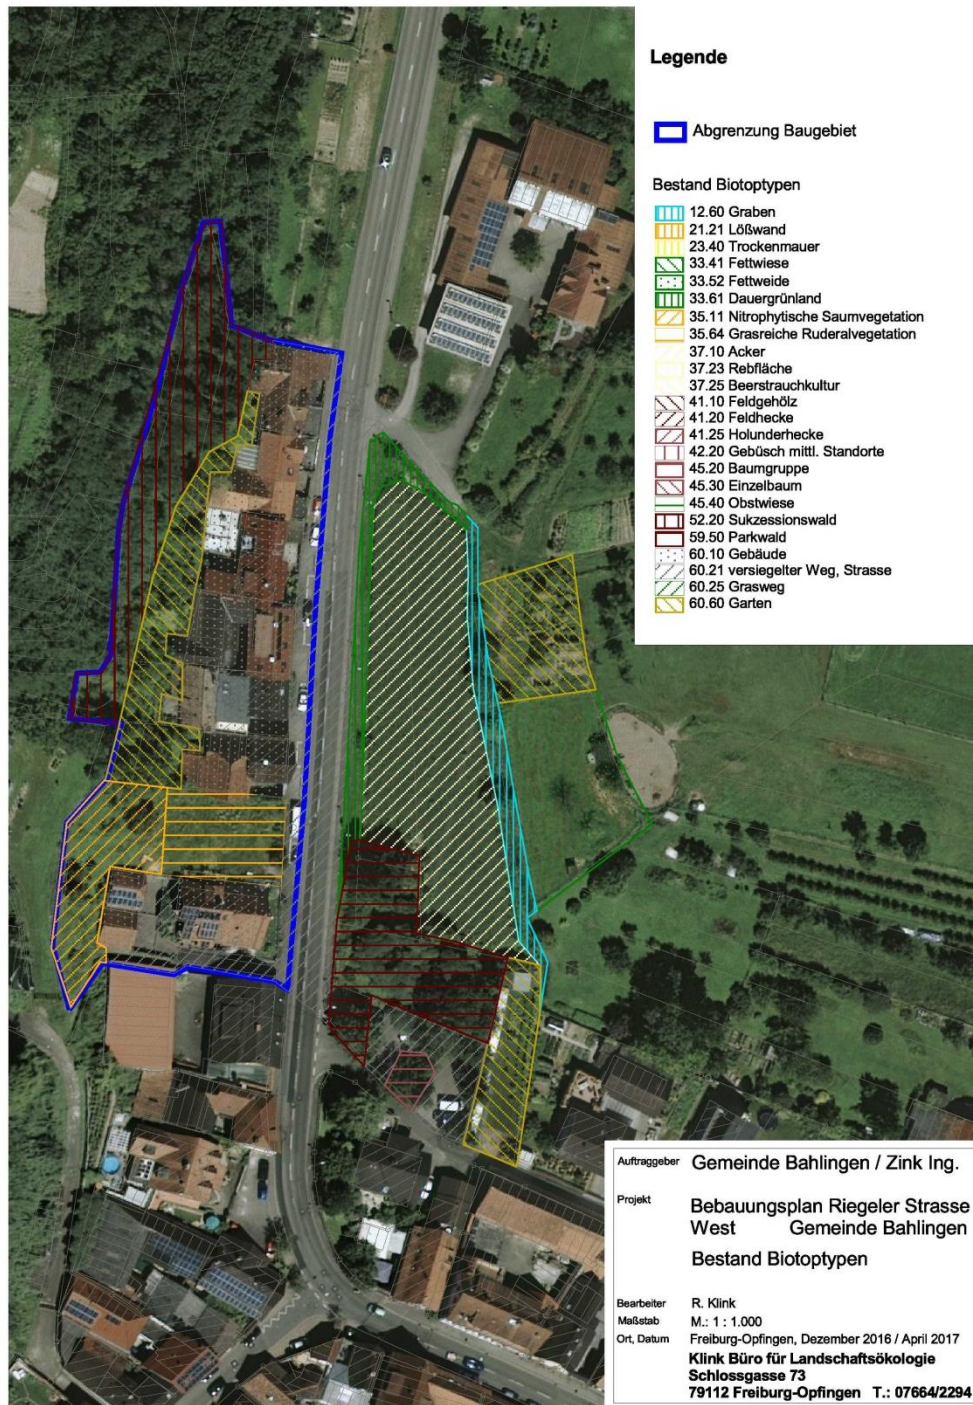 Legende
Abgrenzung Baugebiet
Bestand Biotoptypen
12.60 Graben
21.21 Lößwand
23.40 Trockenmauer
33.41 Fettwiese
33.52 Fettweide
33.61 Dauergrünland
35.11 Nitrophytische Saumvegetation
35.64 Grasreiche Ruderalvegetation
37.10 Acker
37.23 Rebfläche
37.25 Beerstrauchkultur
41.10 Feldgehölz
41.20 Feldhecke
41.25 Holunderhecke
42.20 Gebüsch mittl. Standorte
45.20 Baumgruppe
45.30 Einzelbaum
45.40 Obstwiese
52.20 Sukzessionswald
59.50 Parkwald
60.10 Gebäude
60.21 versiegelter Weg, Strasse
60.25 Grasweg
60.60 Garten
Auftraggeber Gemeinde Bahlingen / Zink Ing.
Projekt Bebauungsplan Riegeler Strasse
West Gemeinde Bahlingen
Bestand Biotoptypen
Bearbeiter R. Klink
Maßstab M.: 1 : 1.000
Ort, Datum Freiburg-Opfingen, Dezember 2016 / April 2017
Klink Büro für Landschaftsökologie
Schlossgasse 73
79112 Freiburg-Opfingen T.: 07664/2294